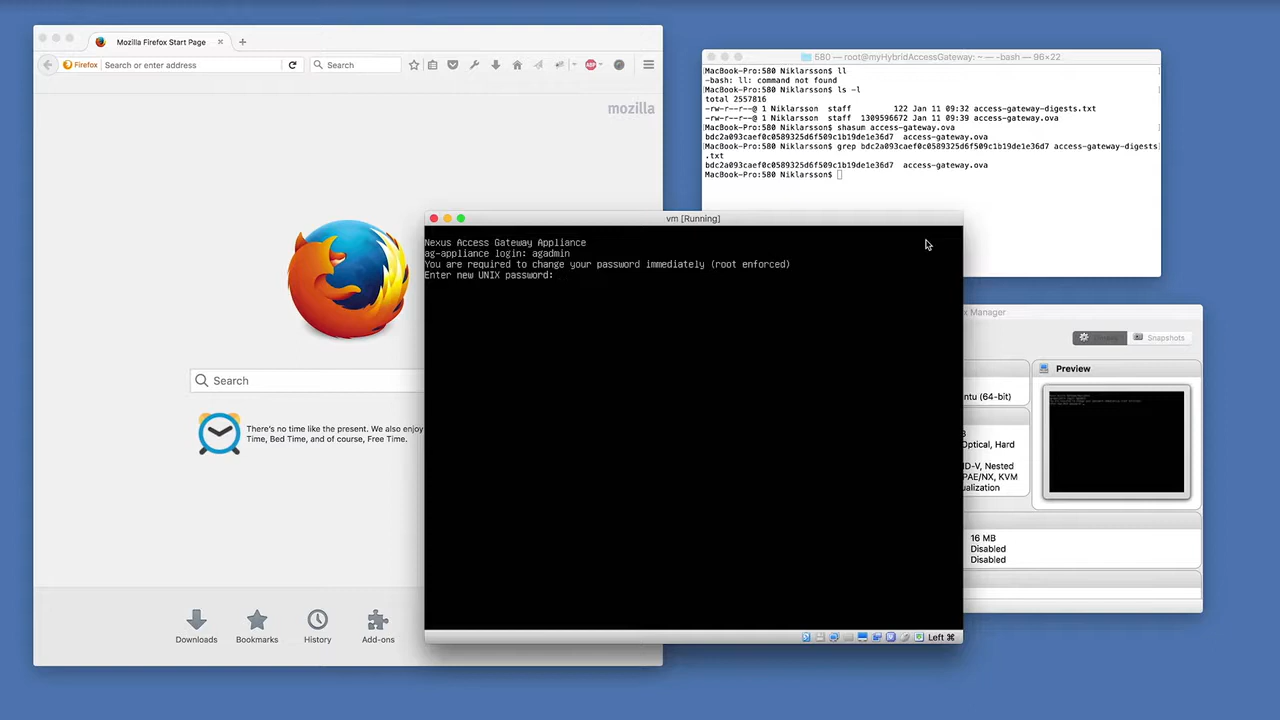 Mozilla Firefox Start Page
Firefox
Search or enter address
Search
ABP
mozilla
Search
There's no time like the present. We also enjoy
Time, Bed Time, and of course, Free Time.
Downloads
Bookmarks
History
Add-ons
580 — root@myHybridAccessGateway: ~ — -bash — 96×22
MacBook-Pro:580 Niklarsson$ ll
-bash: ll: command not found
MacBook-Pro:580 Niklarsson$ ls -l
total 2557816
-rw-r--r--@ 1 Niklarsson staff 122 Jan 11 09:32 access-gateway-digests.txt
-rw-r--r--@ 1 Niklarsson staff 1309596672 Jan 11 09:39 access-gateway.ova
MacBook-Pro:580 Niklarsson$ shasum access-gateway.ova
bdc2a093caef0c0589325d6f509c1b19de1e36d7 access-gateway.ova
MacBook-Pro:580 Niklarsson$ grep bdc2a093caef0c0589325d6f509c1b19de1e36d7 access-gateway-digests
.txt
bdc2a093caef0c0589325d6f509c1b19de1e36d7 access-gateway.ova
MacBook-Pro:580 Niklarsson$
vm [Running]
Nexus Access Gateway Appliance
ag-appliance login: agadmin
You are required to change your password immediately (root enforced)
Enter new UNIX password:
Left ⌘
x Manager
Snapshots
Preview
ntu (64-bit)
Optical, Hard
D-V, Nested
PAE/NX, KVM
ualization
16 MB
Disabled
Disabled